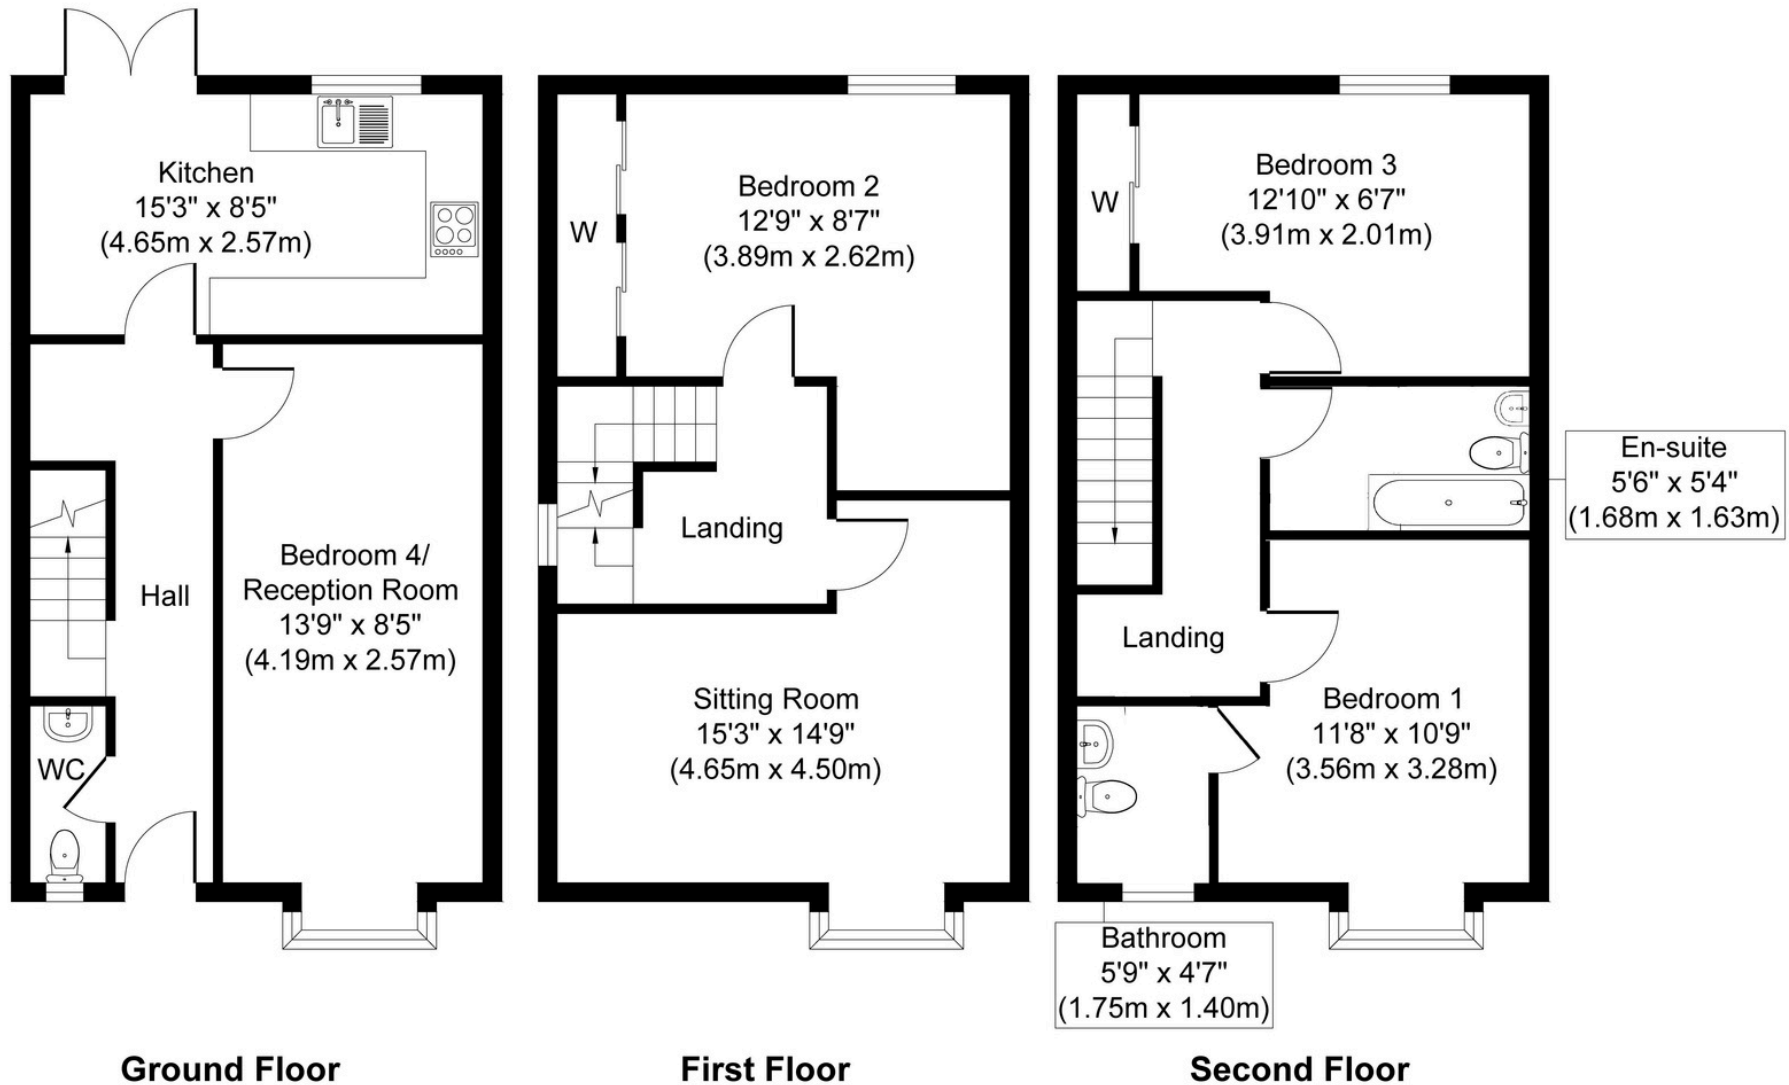 Kitchen
15'3" x 8'5"
(4.65m x 2.57m)
Bedroom 4/
Reception Room
13'9" x 8'5"
(4.19m x 2.57m)
Hall
WC
Ground Floor
W
Bedroom 2
12'9" x 8'7"
(3.89m x 2.62m)
Landing
Sitting Room
15'3" x 14'9"
(4.65m x 4.50m)
First Floor
W
Bedroom 3
12'10" x 6'7"
(3.91m x 2.01m)
En-suite
5'6" x 5'4"
(1.68m x 1.63m)
Landing
Bedroom 1
11'8" x 10'9"
(3.56m x 3.28m)
Bathroom
5'9" x 4'7"
(1.75m x 1.40m)
Second Floor